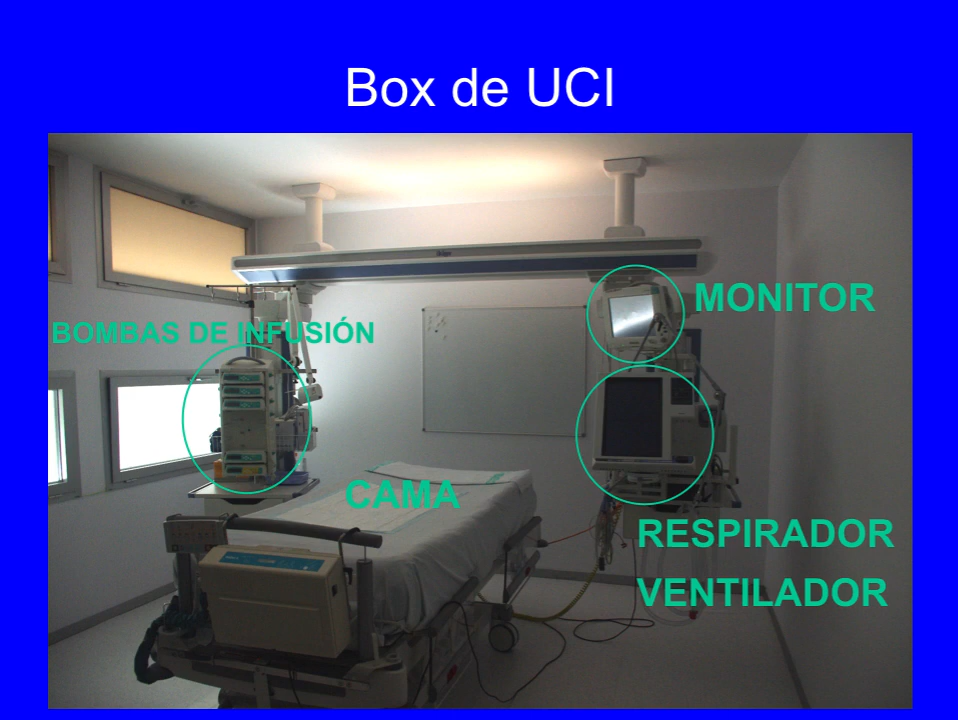 Box de UCI
MONITOR
BOMBAS DE INFUSIÓN
CAMA
RESPIRADOR
VENTILADOR